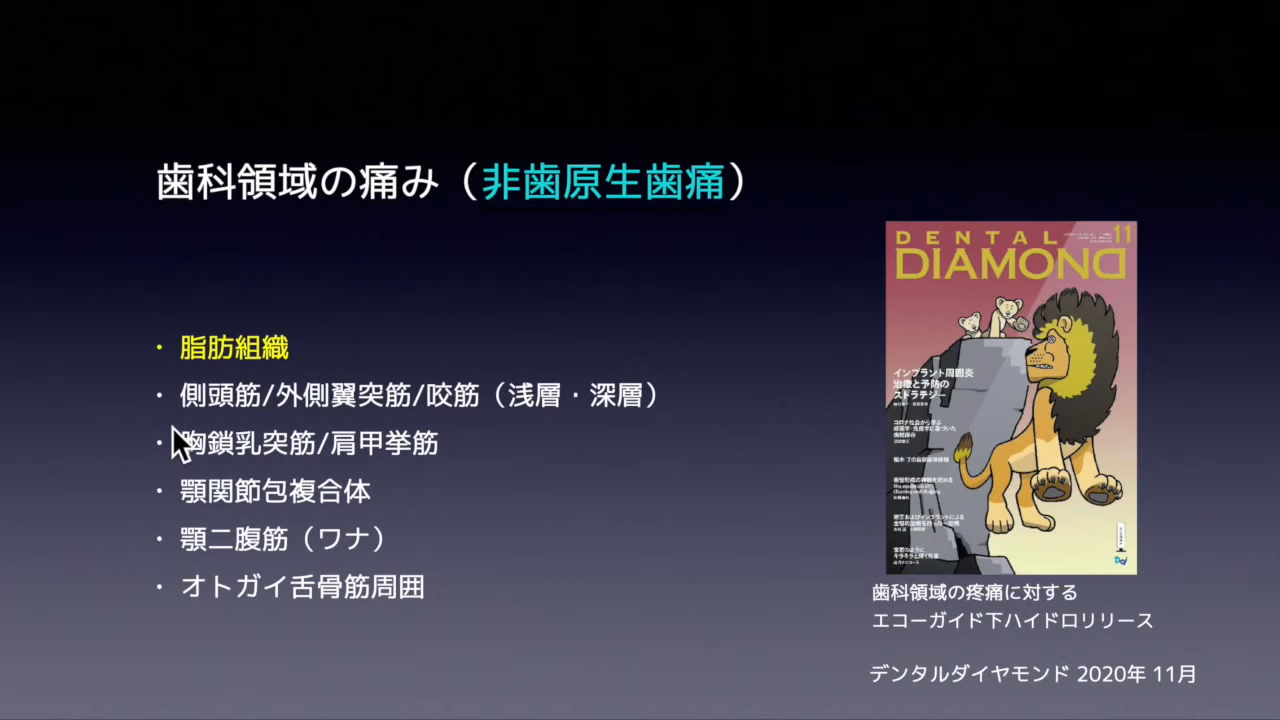 歯科領域の痛み（非歯原生歯痛）
・ 脂肪組織
・ 側頭筋/外側翼突筋/咬筋（浅層・深層）
・ 胸鎖乳突筋/肩甲挙筋
・ 顎関節包複合体
・ 顎二腹筋（ワナ）
・ オトガイ舌骨筋周囲
DENTAL 11
DIAMOND
インプラント周囲炎
治療と予防の
ストラテジー
歯科領域の疼痛に対する
エコーガイド下ハイドロリリース
デンタルダイヤモンド 2020年 11月